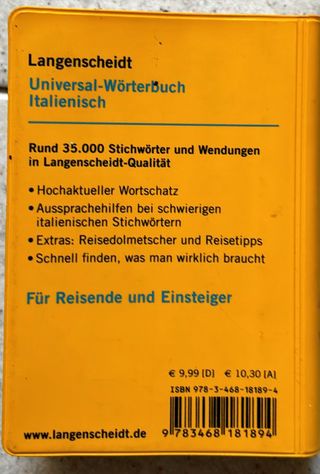 Langenscheidt
Universal-Wörterbuch
Italienisch
Rund 35.000 Stichwörter und Wendungen
in Langenscheidt-Qualität
• Hochaktueller Wortschatz
• Aussprachehilfen bei schwierigen
italienischen Stichwörtern
• Extras: Reisedolmetscher und Reisetipps
• Schnell finden, was man wirklich braucht
Für Reisende und Einsteiger
€ 9,99 [D] € 10,30 [A]
ISBN 978-3-468-18189-4
www.langenscheidt.de
9 783468 181894